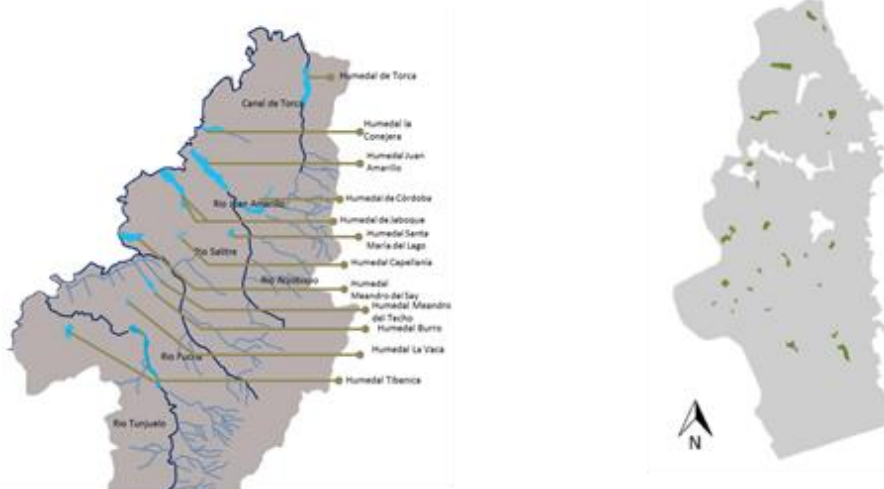 Humedal de Torca
Canal de Torca
Humedal la
Conejera
Humedal Juan
Amarillo
Humedal de Córdoba
Rio Juan Amarillo
Humedal de Jaboque
Humedal Santa
María del Lago
Rio Salitre
Humedal Capellanía
Rio Arzobispo
Humedal
Meandro del Say
Humedal Meandro
del Techo
Humedal Burro
Humedal La Vaca
Rio Fucha
Humedal Tibanica
Rio Tunjuelo
N